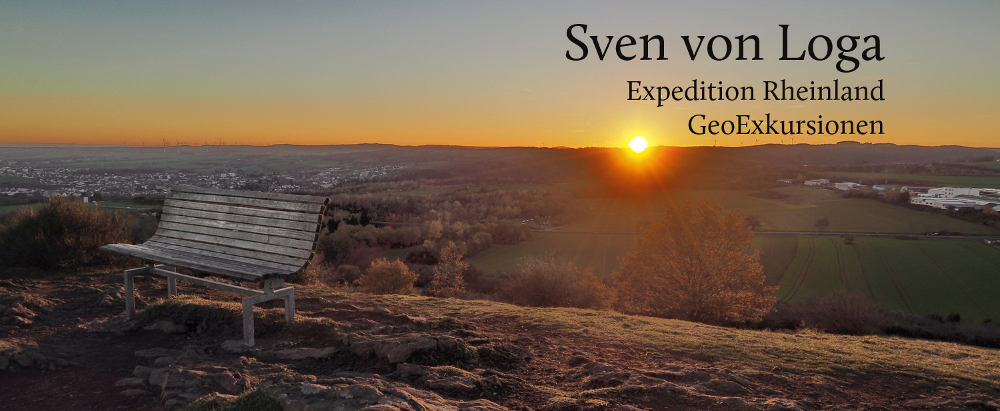 Sven von Loga
Expedition Rheinland
GeoExkursionen